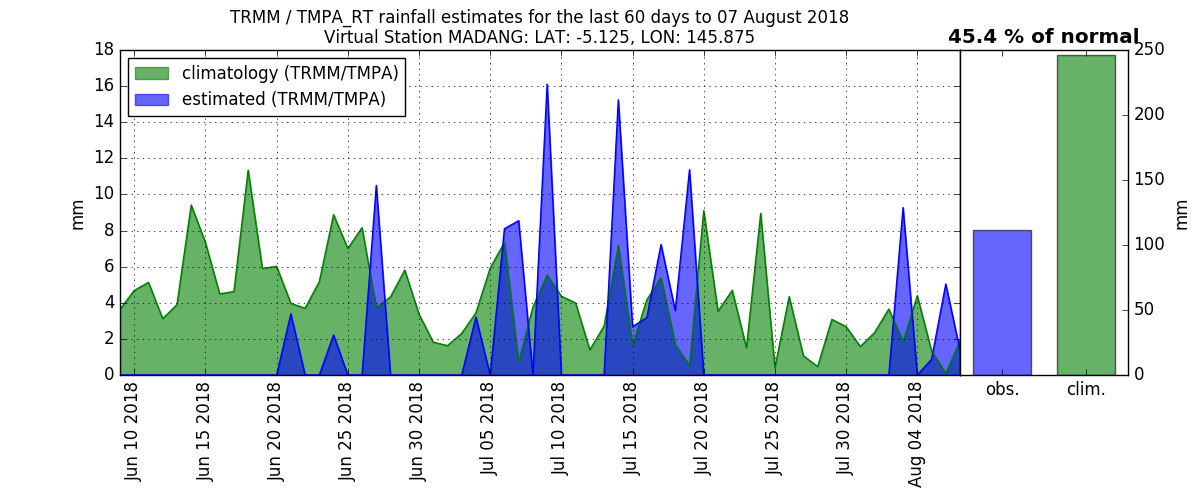 TRMM / TMPA_RT rainfall estimates for the last 60 days to 07 August 2018
Virtual Station MADANG: LAT: -5.125, LON: 145.875
45.4 % of normal
climatology (TRMM/TMPA)
estimated (TRMM/TMPA)
18
16
14
12
10
8
6
4
2
0
mm
Jun 10 2018
Jun 15 2018
Jun 20 2018
Jun 25 2018
Jun 30 2018
Jul 05 2018
Jul 10 2018
Jul 15 2018
Jul 20 2018
Jul 25 2018
Jul 30 2018
Aug 04 2018
obs.
clim.
250
200
150
100
50
0
mm